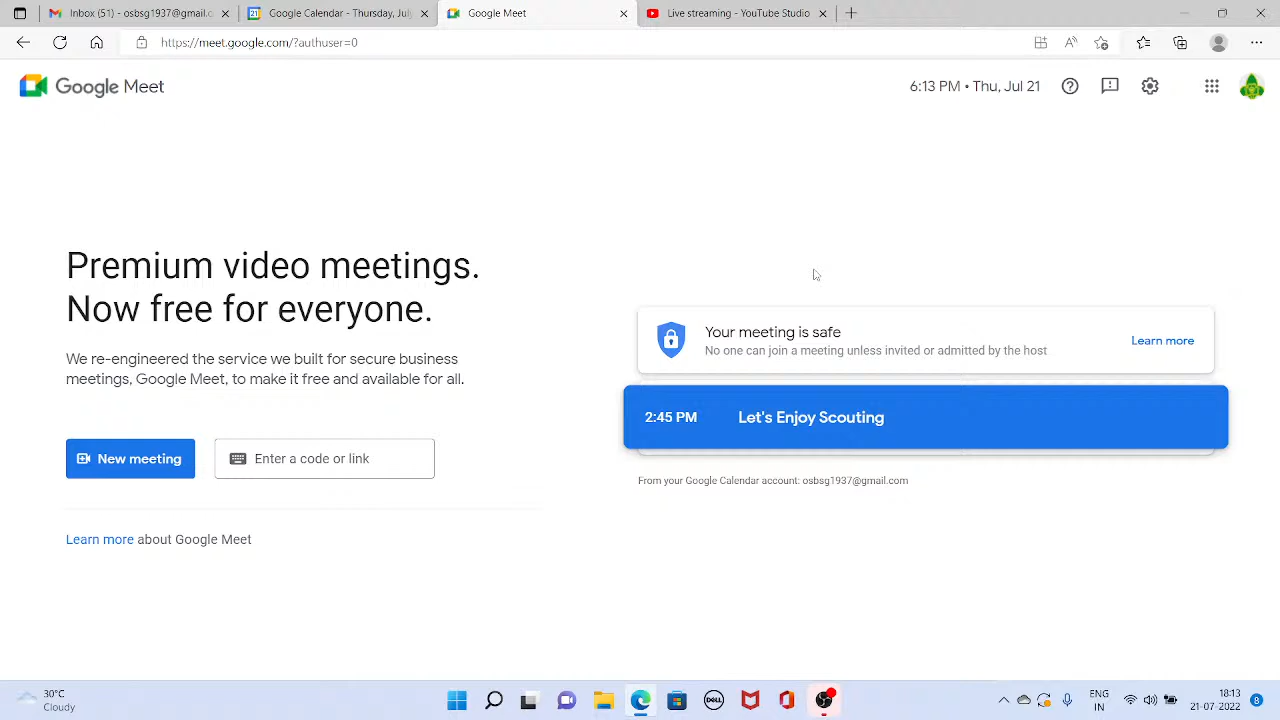 Inbox (51) - osbsg1937@gmail.c
Google Calendar - Thursday, July
Google Meet
Live streaming - YouTube Studio
https://meet.google.com/?authuser=0
Google Meet
6:13 PM • Thu, Jul 21
Premium video meetings.
Now free for everyone.
We re-engineered the service we built for secure business
meetings, Google Meet, to make it free and available for all.
New meeting
Enter a code or link
Learn more about Google Meet
Your meeting is safe
No one can join a meeting unless invited or admitted by the host
Learn more
2:45 PM Let's Enjoy Scouting
From your Google Calendar account: osbsg1937@gmail.com
30°C
Cloudy
DELL
ENG
IN
18:13
21-07-2022
8